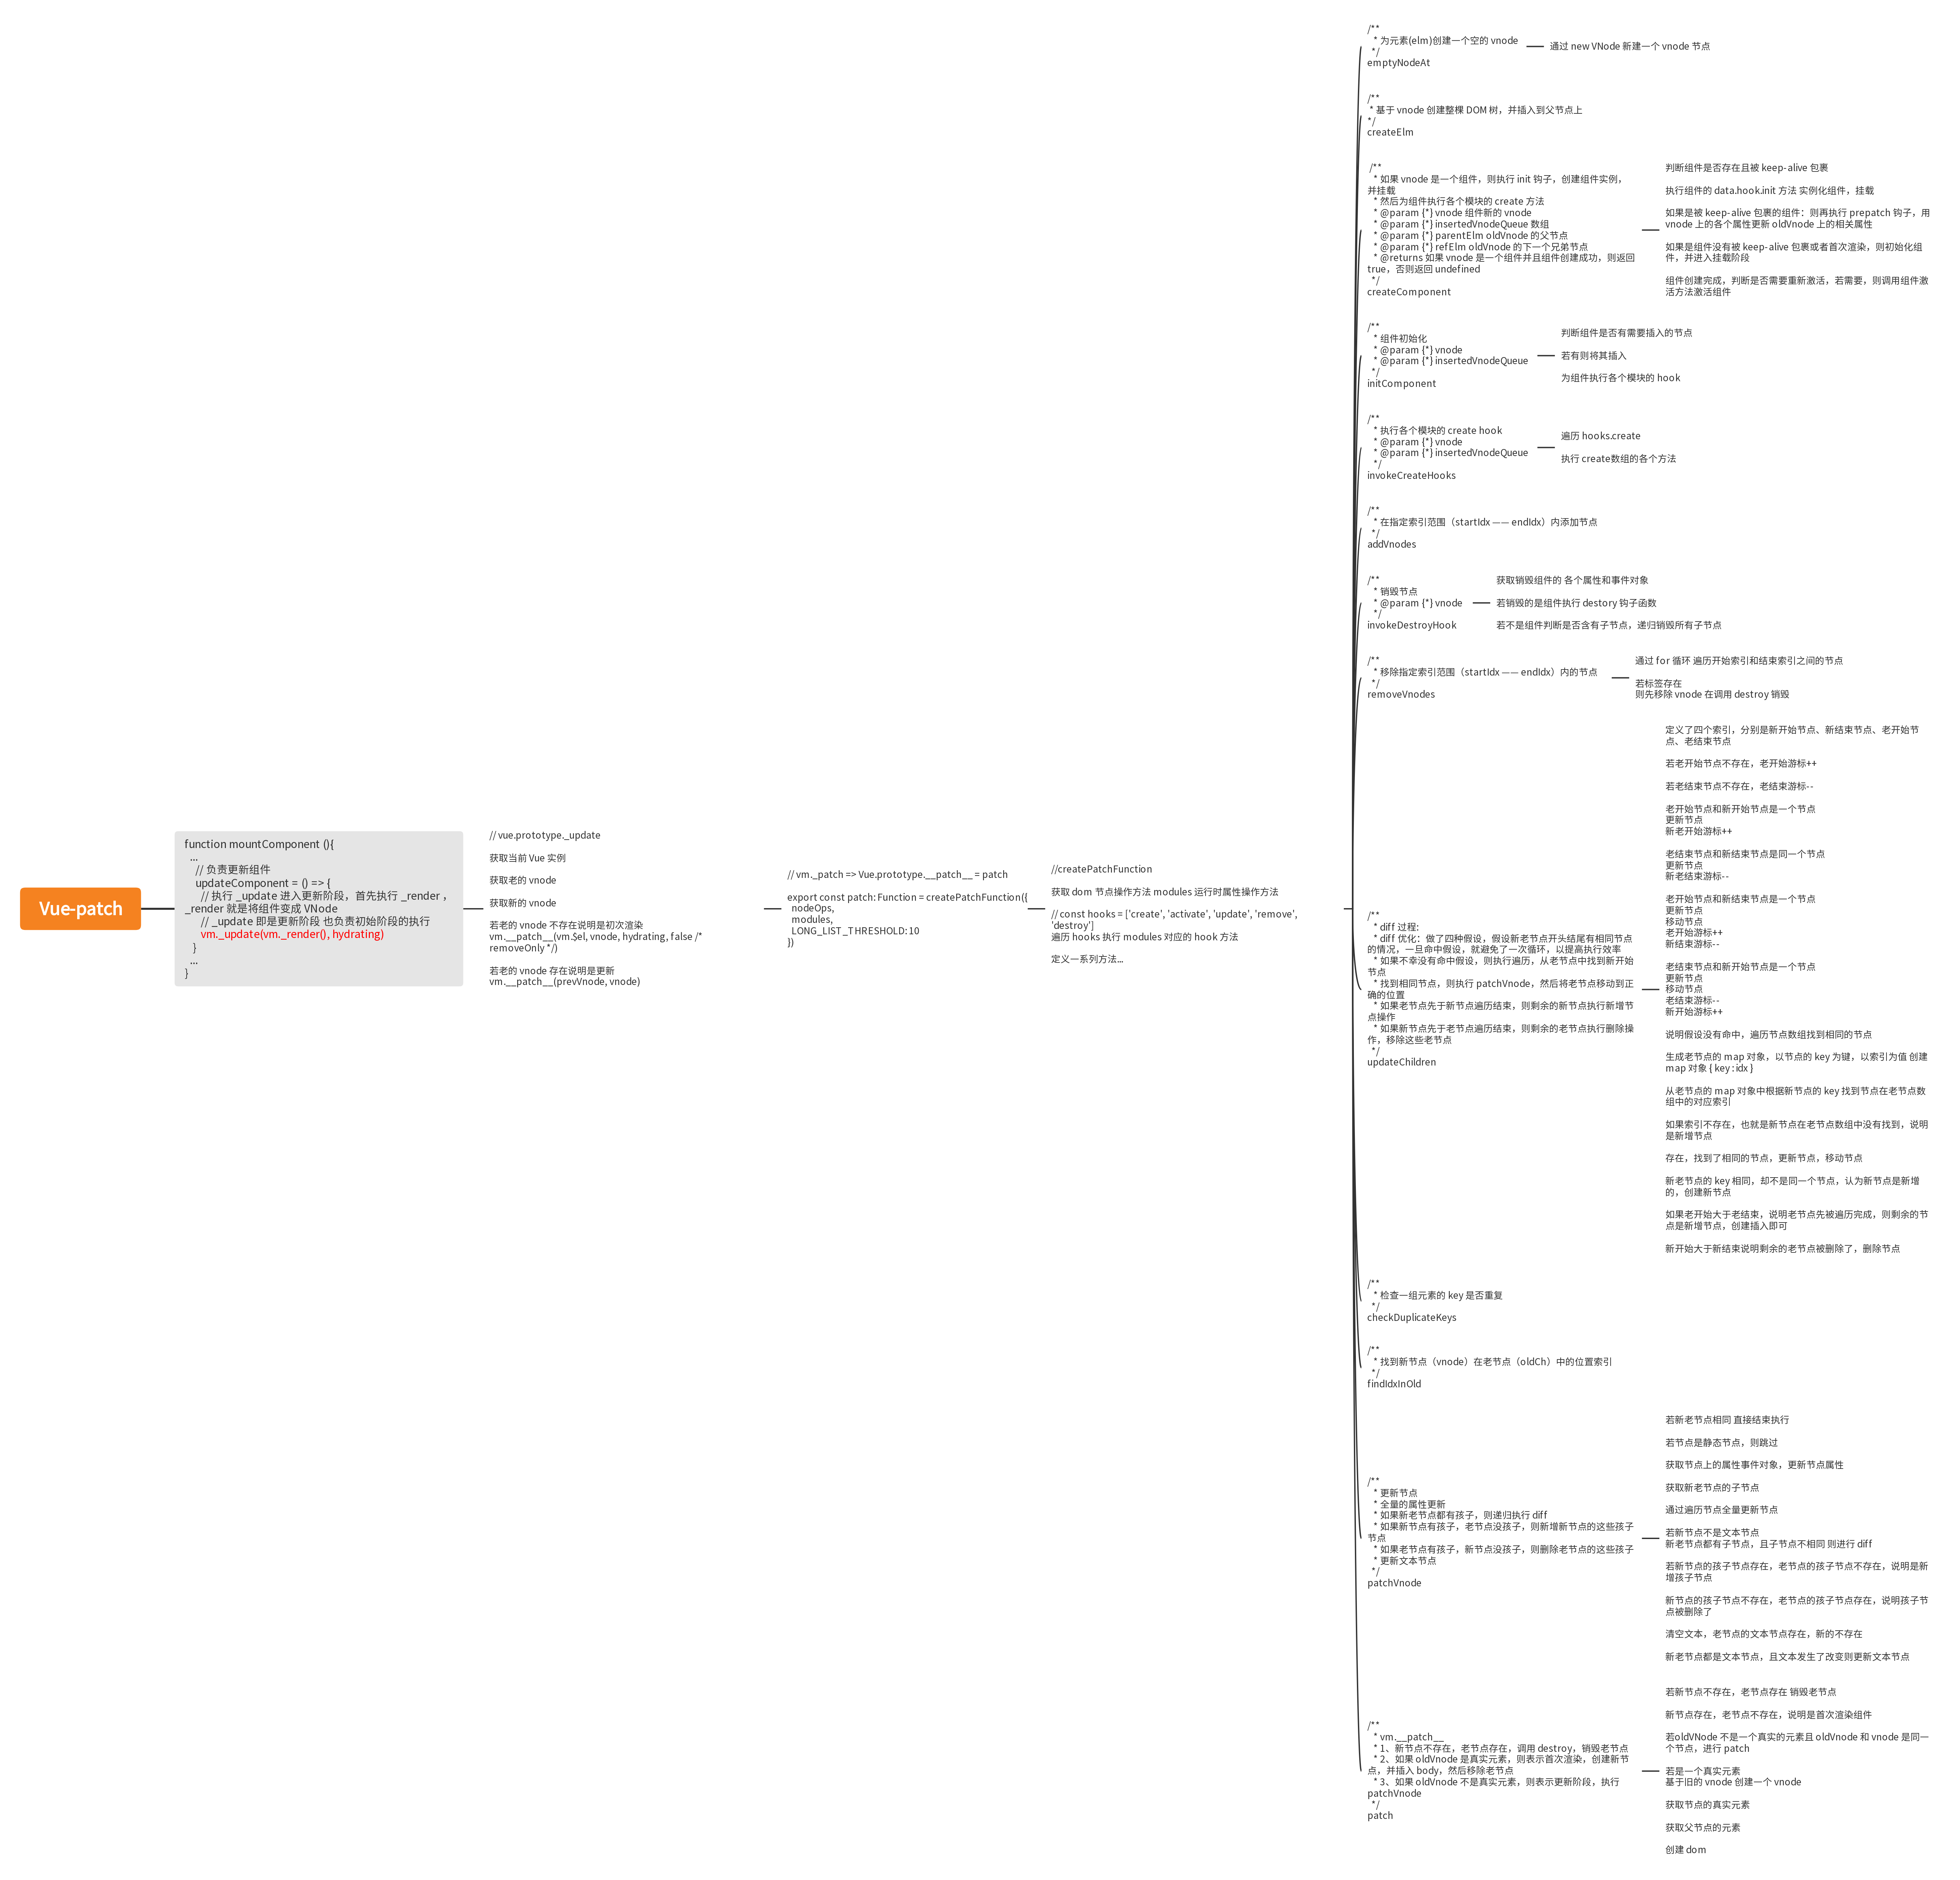 Vue-patch
function mountComponent (){
...
// 负责更新组件
updateComponent = () => {
// 执行 _update 进入更新阶段，首先执行 _render ，
_render 就是将组件变成 VNode
// _update 即是更新阶段 也负责初始阶段的执行
vm._update(vm._render(), hydrating)
}
...
}
// vue.prototype._update
获取当前 Vue 实例
获取老的 vnode
获取新的 vnode
若老的 vnode 不存在说明是初次渲染
vm.__patch__(vm.$el, vnode, hydrating, false /*
removeOnly */)
若老的 vnode 存在说明是更新
vm.__patch__(prevVnode, vnode)
// vm._patch => Vue.prototype.__patch__ = patch
export const patch: Function = createPatchFunction({
nodeOps,
modules,
LONG_LIST_THRESHOLD: 10
})
//createPatchFunction
获取 dom 节点操作方法 modules 运行时属性操作方法
// const hooks = ['create', 'activate', 'update', 'remove',
'destroy']
遍历 hooks 执行 modules 对应的 hook 方法
定义一系列方法...
/**
* 为元素(elm)创建一个空的 vnode
*/
emptyNodeAt
通过 new VNode 新建一个 vnode 节点
/**
* 基于 vnode 创建整棵 DOM 树，并插入到父节点上
*/
createElm
/**
* 如果 vnode 是一个组件，则执行 init 钩子，创建组件实例，
并挂载
* 然后为组件执行各个模块的 create 方法
* @param {*} vnode 组件新的 vnode
* @param {*} insertedVnodeQueue 数组
* @param {*} parentElm oldVnode 的父节点
* @param {*} refElm oldVnode 的下一个兄弟节点
* @returns 如果 vnode 是一个组件并且组件创建成功，则返回
true，否则返回 undefined
*/
createComponent
判断组件是否存在且被 keep-alive 包裹
执行组件的 data.hook.init 方法 实例化组件，挂载
如果是被 keep-alive 包裹的组件：则再执行 prepatch 钩子，用
vnode 上的各个属性更新 oldVnode 上的相关属性
如果是组件没有被 keep-alive 包裹或者首次渲染，则初始化组
件，并进入挂载阶段
组件创建完成，判断是否需要重新激活，若需要，则调用组件激
活方法激活组件
/**
* 组件初始化
* @param {*} vnode
* @param {*} insertedVnodeQueue
*/
initComponent
判断组件是否有需要插入的节点
若有则将其插入
为组件执行各个模块的 hook
/**
* 执行各个模块的 create hook
* @param {*} vnode
* @param {*} insertedVnodeQueue
*/
invokeCreateHooks
遍历 hooks.create
执行 create数组的各个方法
/**
* 在指定索引范围（startIdx —— endIdx）内添加节点
*/
addVnodes
/**
* 销毁节点
* @param {*} vnode
*/
invokeDestroyHook
获取销毁组件的 各个属性和事件对象
若销毁的是组件执行 destory 钩子函数
若不是组件判断是否含有子节点，递归销毁所有子节点
/**
* 移除指定索引范围（startIdx —— endIdx）内的节点
*/
removeVnodes
通过 for 循环 遍历开始索引和结束索引之间的节点
若标签存在
则先移除 vnode 在调用 destroy 销毁
/**
* diff 过程:
* diff 优化：做了四种假设，假设新老节点开头结尾有相同节点
的情况，一旦命中假设，就避免了一次循环，以提高执行效率
* 如果不幸没有命中假设，则执行遍历，从老节点中找到新开始
节点
* 找到相同节点，则执行 patchVnode，然后将老节点移动到正
确的位置
* 如果老节点先于新节点遍历结束，则剩余的新节点执行新增节
点操作
* 如果新节点先于老节点遍历结束，则剩余的老节点执行删除操
作，移除这些老节点
*/
updateChildren
定义了四个索引，分别是新开始节点、新结束节点、老开始节
点、老结束节点
若老开始节点不存在，老开始游标++
若老结束节点不存在，老结束游标--
老开始节点和新开始节点是一个节点
更新节点
新老开始游标++
老结束节点和新结束节点是同一个节点
更新节点
新老结束游标--
老开始节点和新结束节点是一个节点
更新节点
移动节点
老开始游标++
新结束游标--
老结束节点和新开始节点是一个节点
更新节点
移动节点
老结束游标--
新开始游标++
说明假设没有命中，遍历节点数组找到相同的节点
生成老节点的 map 对象，以节点的 key 为键，以索引为值 创建
map 对象 { key : idx }
从老节点的 map 对象中根据新节点的 key 找到节点在老节点数
组中的对应索引
如果索引不存在，也就是新节点在老节点数组中没有找到，说明
是新增节点
存在，找到了相同的节点，更新节点，移动节点
新老节点的 key 相同，却不是同一个节点，认为新节点是新增
的，创建新节点
如果老开始大于老结束，说明老节点先被遍历完成，则剩余的节
点是新增节点，创建插入即可
新开始大于新结束说明剩余的老节点被删除了，删除节点
/**
* 检查一组元素的 key 是否重复
*/
checkDuplicateKeys
/**
* 找到新节点（vnode）在老节点（oldCh）中的位置索引
*/
findIdxInOld
/**
* 更新节点
* 全量的属性更新
* 如果新老节点都有孩子，则递归执行 diff
* 如果新节点有孩子，老节点没孩子，则新增新节点的这些孩子
节点
* 如果老节点有孩子，新节点没孩子，则删除老节点的这些孩子
* 更新文本节点
*/
patchVnode
若新老节点相同 直接结束执行
若节点是静态节点，则跳过
获取节点上的属性事件对象，更新节点属性
获取新老节点的子节点
通过遍历节点全量更新节点
若新节点不是文本节点
新老节点都有子节点，且子节点不相同 则进行 diff
若新节点的孩子节点存在，老节点的孩子节点不存在，说明是新
增孩子节点
新节点的孩子节点不存在，老节点的孩子节点存在，说明孩子节
点被删除了
清空文本，老节点的文本节点存在，新的不存在
新老节点都是文本节点，且文本发生了改变则更新文本节点
/**
* vm.__patch__
* 1、新节点不存在，老节点存在，调用 destroy，销毁老节点
* 2、如果 oldVnode 是真实元素，则表示首次渲染，创建新节
点，并插入 body，然后移除老节点
* 3、如果 oldVnode 不是真实元素，则表示更新阶段，执行
patchVnode
*/
patch
若新节点不存在，老节点存在 销毁老节点
新节点存在，老节点不存在，说明是首次渲染组件
若oldVNode 不是一个真实的元素且 oldVnode 和 vnode 是同一
个节点，进行 patch
若是一个真实元素
基于旧的 vnode 创建一个 vnode
获取节点的真实元素
获取父节点的元素
创建 dom